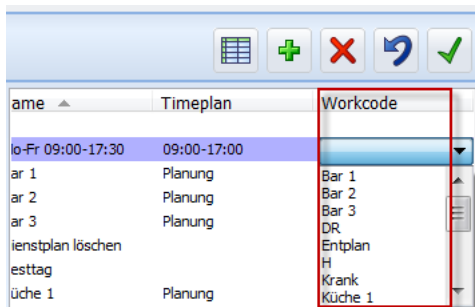 ame Timeplan Workcode
lo-Fr 09:00-17:30 09:00-17:00
ar 1 Planung Bar 1
ar 2 Planung Bar 2
ar 3 Planung Bar 3
DR
ienstplan löschen Entplan
esttag H
Krank
üche 1 Planung Küche 1